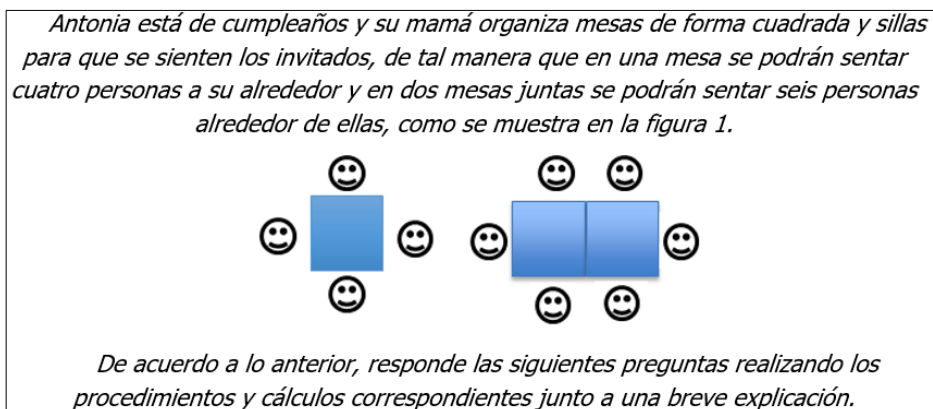 Antonia está de cumpleaños y su mamá organiza mesas de forma cuadrada y sillas
para que se sienten los invitados, de tal manera que en una mesa se podrán sentar
cuatro personas a su alrededor y en dos mesas juntas se podrán sentar seis personas
alrededor de ellas, como se muestra en la figura 1.
De acuerdo a lo anterior, responde las siguientes preguntas realizando los
procedimientos y cálculos correspondientes junto a una breve explicación.